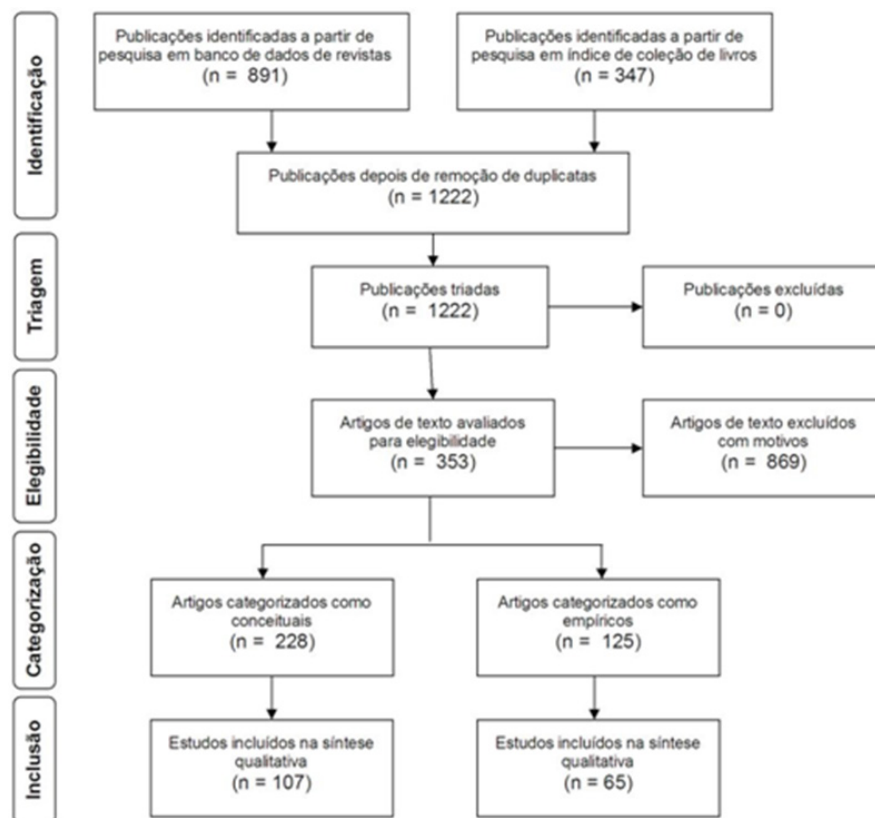 Identificação
Publicações identificadas a partir de
pesquisa em banco de dados de revistas
(n = 891)
Publicações identificadas a partir de
pesquisa em índice de coleção de livros
(n = 347)
Publicações depois de remoção de duplicatas
(n = 1222)
Triagem
Publicações triadas
(n = 1222)
Publicações excluídas
(n = 0)
Elegibilidade
Artigos de texto avaliados
para elegibilidade
(n = 353)
Artigos de texto excluídos
com motivos
(n = 869)
Categorização
Artigos categorizados como
conceituais
(n = 228)
Artigos categorizados como
empíricos
(n = 125)
Inclusão
Estudos incluídos na síntese
qualitativa
(n = 107)
Estudos incluídos na síntese
qualitativa
(n = 65)